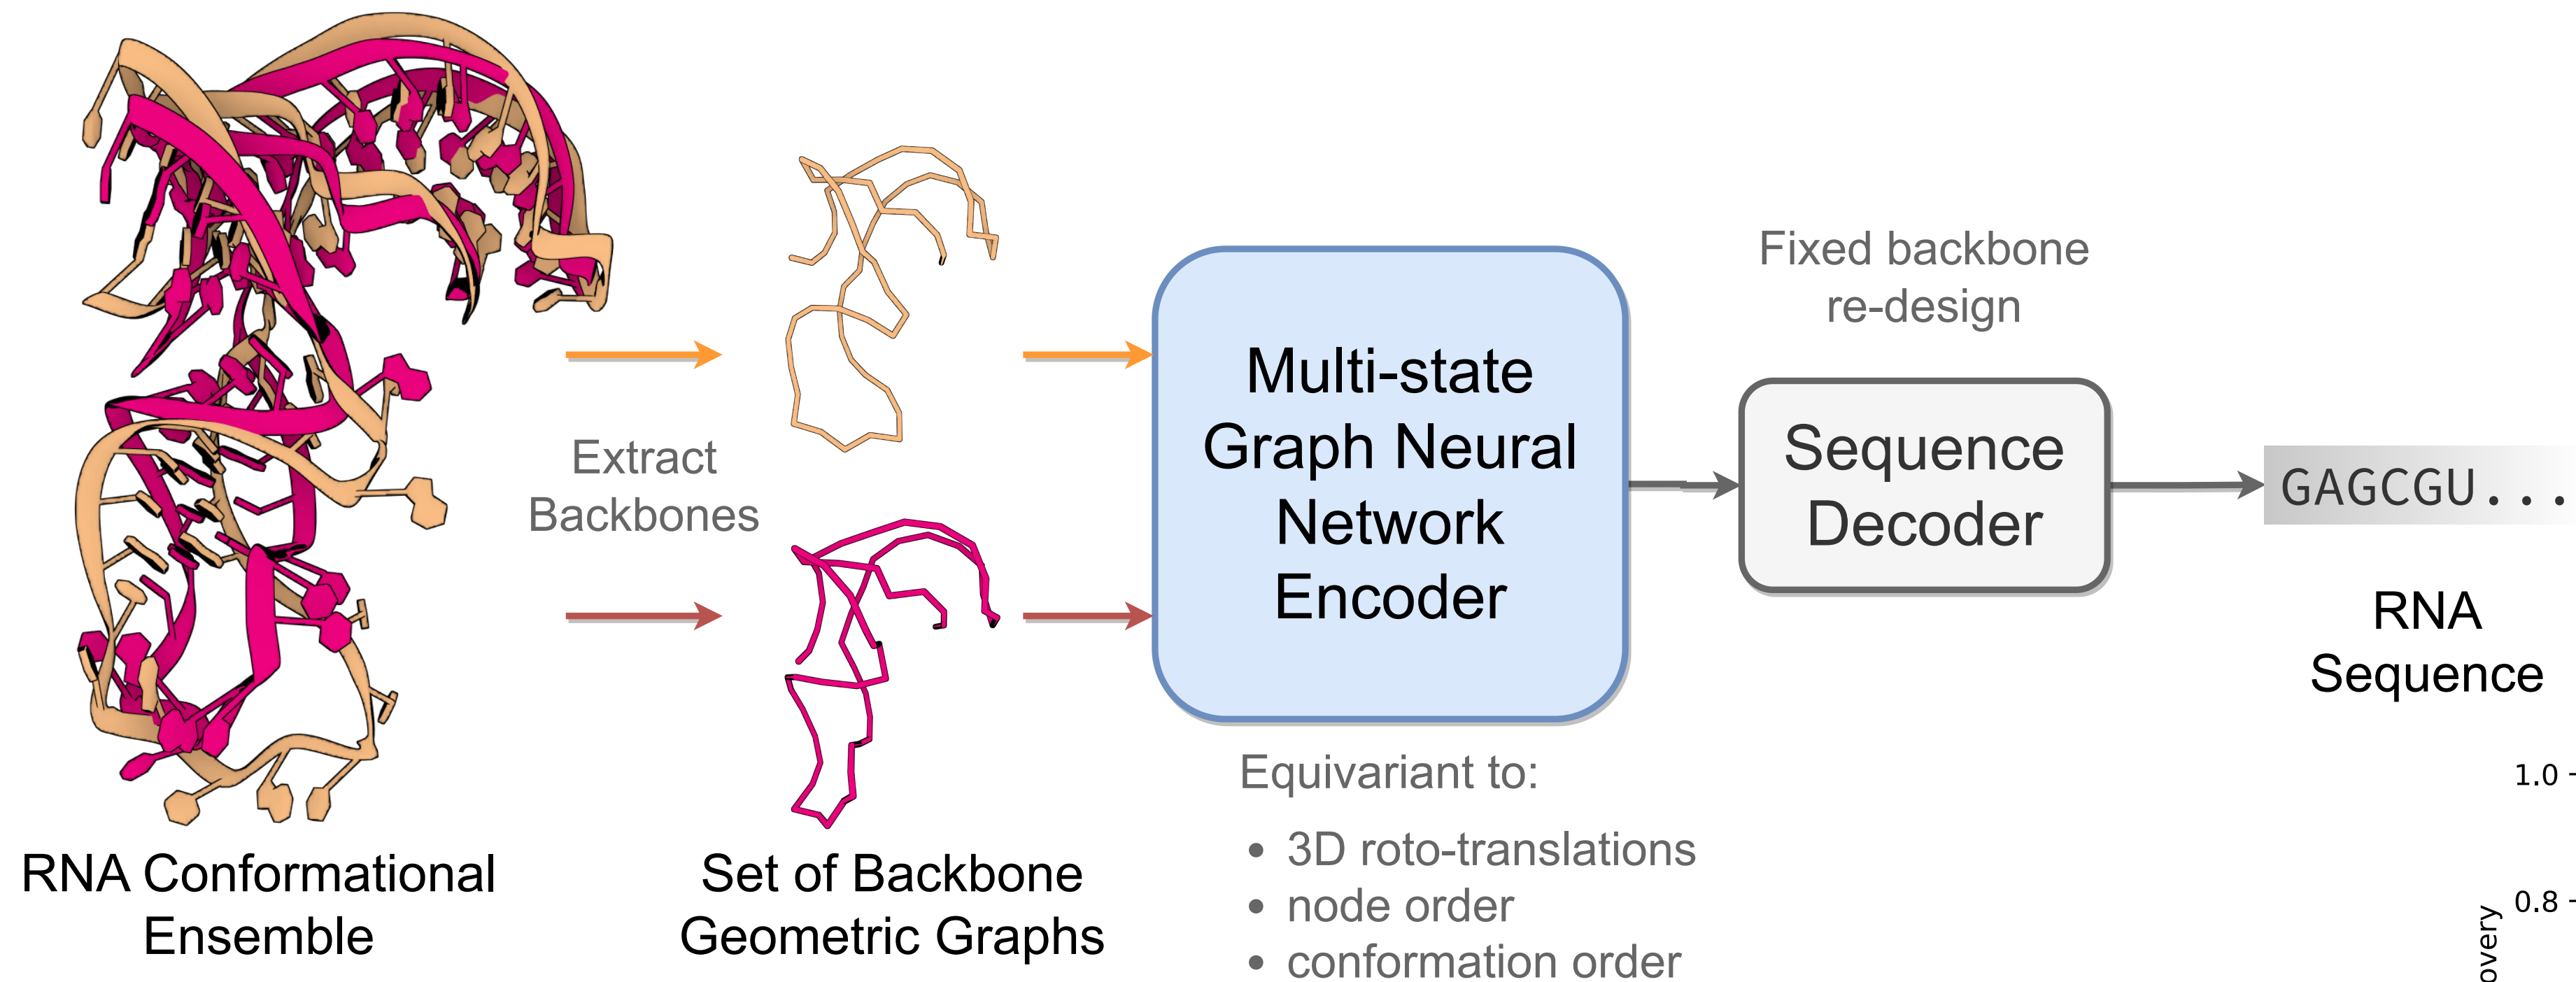 RNA Conformational
Ensemble
Extract
Backbones
Set of Backbone
Geometric Graphs
Multi-state
Graph Neural
Network
Encoder
Equivariant to:
• 3D roto-translations
• node order
• conformation order
Fixed backbone
re-design
Sequence
Decoder
GAGCGU...
RNA
Sequence
1.0
0.8
overy